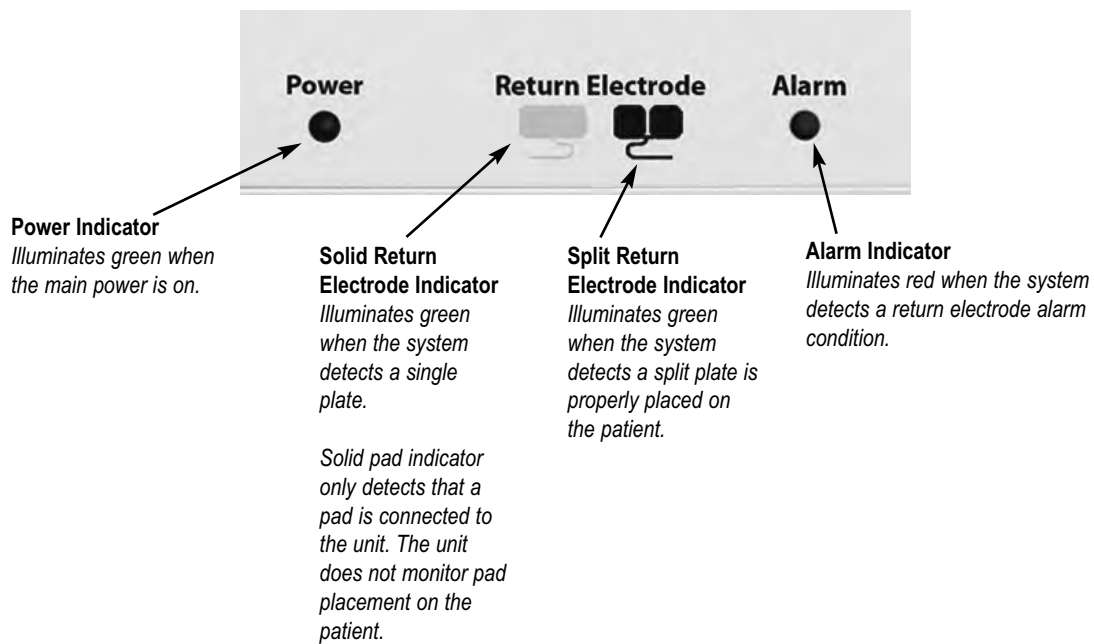 Power
Return Electrode
Alarm
Power Indicator
Illuminates green when
the main power is on.
Solid Return
Electrode Indicator
Illuminates green
when the system
detects a single
plate.
Solid pad indicator
only detects that a
pad is connected to
the unit. The unit
does not monitor pad
placement on the
patient.
Split Return
Electrode Indicator
Illuminates green
when the system
detects a split plate is
properly placed on
the patient.
Alarm Indicator
Illuminates red when the system
detects a return electrode alarm
condition.